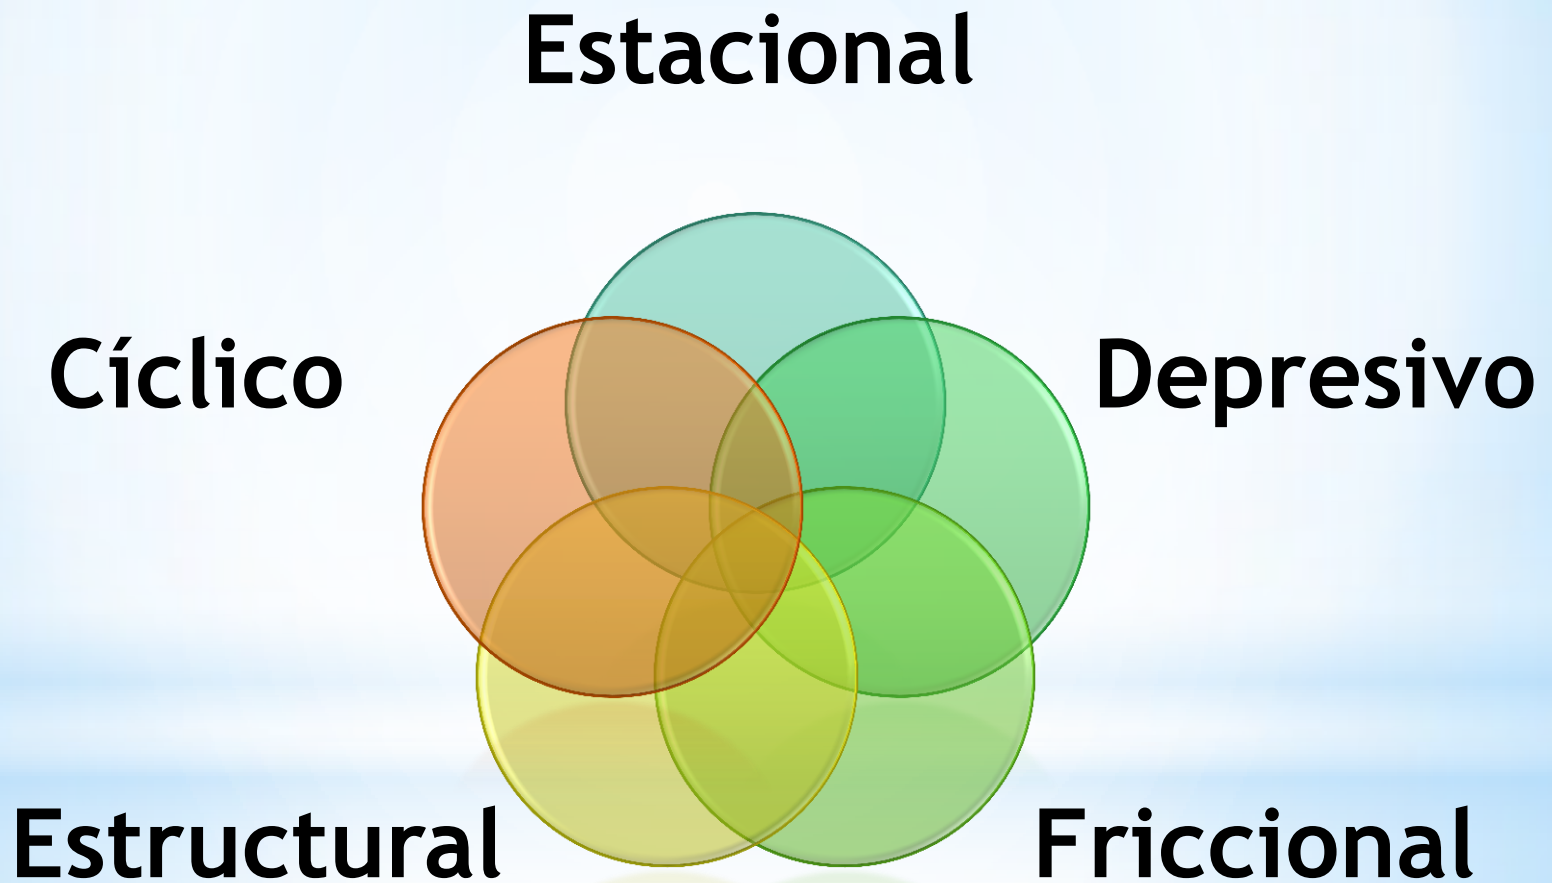 Estacional
Cíclico
Depresivo
Estructural
Friccional